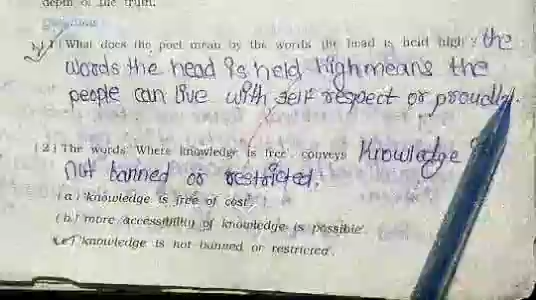 depth of the truth.
Question
(1) What does the poet mean by the words 'the head is held high'? the
words the head is held high means the
people can live with self respect or proudly.
(2) The words 'Where knowledge is free', conveys Knowledge is
not banned or restricted.
(a) 'knowledge is free of cost'.
(b) 'more accessibility of knowledge is possible'.
(c) 'knowledge is not banned or restricted'.